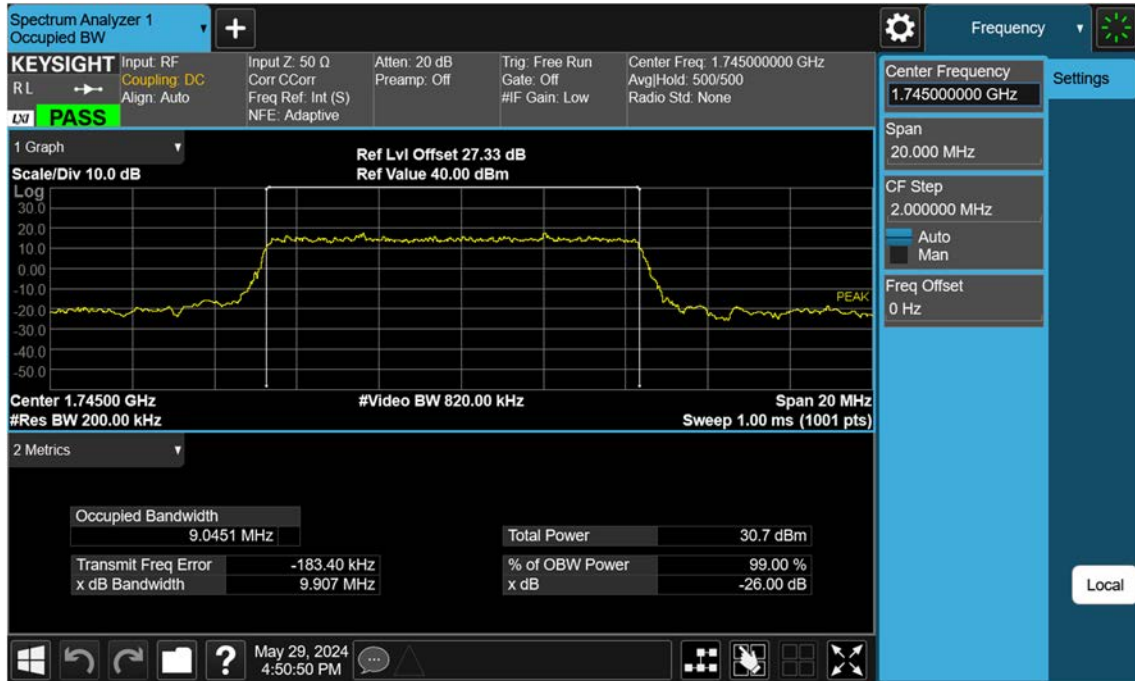 Spectrum Analyzer 1
Occupied BW
Frequency
KEYSIGHT
RL
LXI
PASS
Input: RF
Coupling: DC
Align: Auto
Input Z: 50 Ω
Corr CCorr
Freq Ref: Int (S)
NFE: Adaptive
Atten: 20 dB
Preamp: Off
Trig: Free Run
Gate: Off
#IF Gain: Low
Center Freq: 1.745000000 GHz
Avg|Hold: 500/500
Radio Std: None
1 Graph
Scale/Div 10.0 dB
Ref Lvl Offset 27.33 dB
Ref Value 40.00 dBm
Log
30.0
20.0
10.0
0.00
-10.0
-20.0
-30.0
-40.0
-50.0
PEAK
Center 1.74500 GHz
#Video BW 820.00 kHz
Span 20 MHz
#Res BW 200.00 kHz
Sweep 1.00 ms (1001 pts)
2 Metrics
Occupied Bandwidth
9.0451 MHz
Total Power 30.7 dBm
Transmit Freq Error -183.40 kHz
% of OBW Power 99.00 %
x dB Bandwidth 9.907 MHz
x dB -26.00 dB
Center Frequency
1.745000000 GHz
Settings
Span
20.000 MHz
CF Step
2.000000 MHz
Auto
Man
Freq Offset
0 Hz
Local
?
May 29, 2024
4:50:50 PM